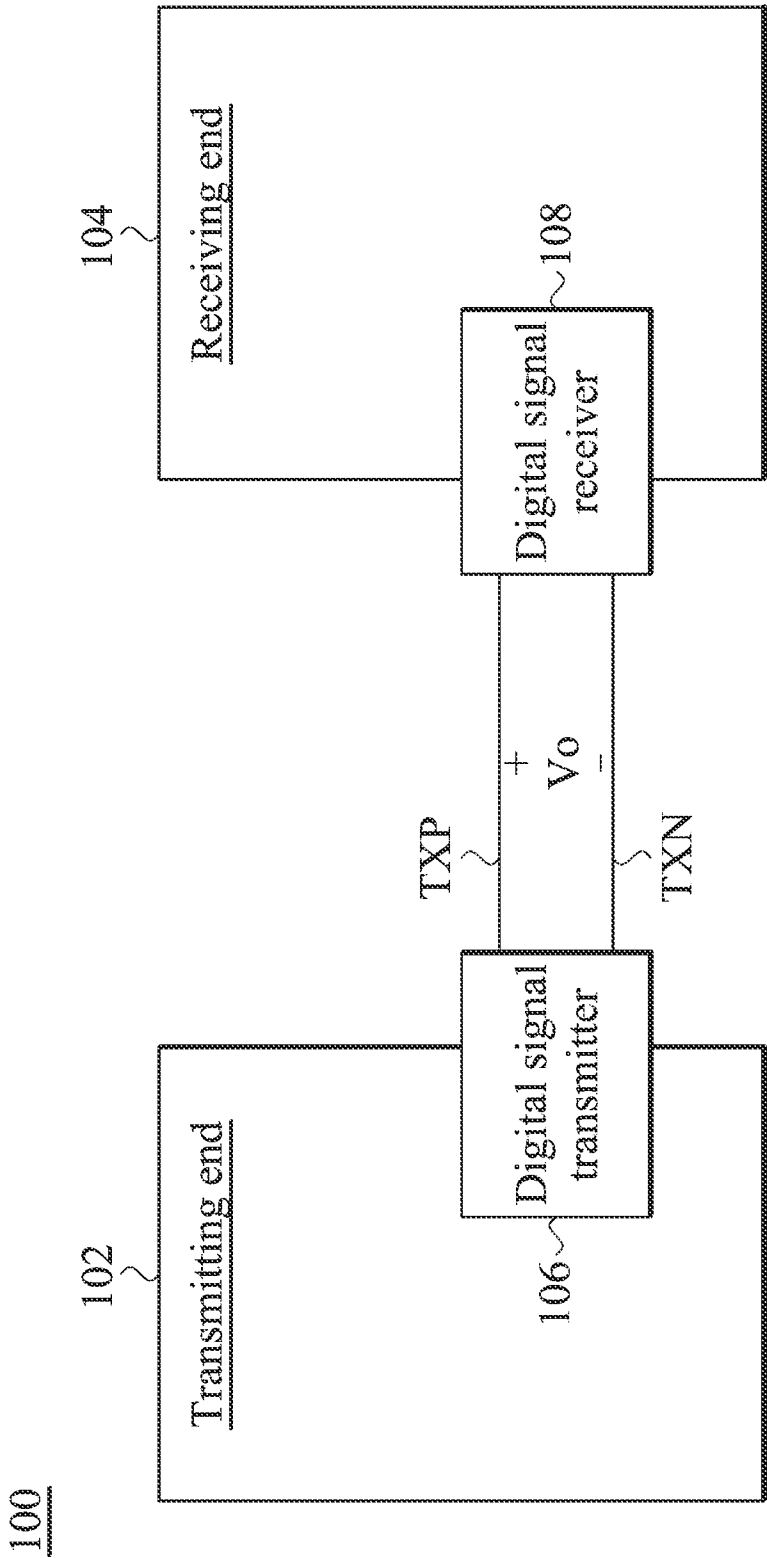 100
102
Transmitting end
Digital signal
transmitter
106
TXP
+
Vo
−
TXN
104
Receiving end
Digital signal
receiver
108